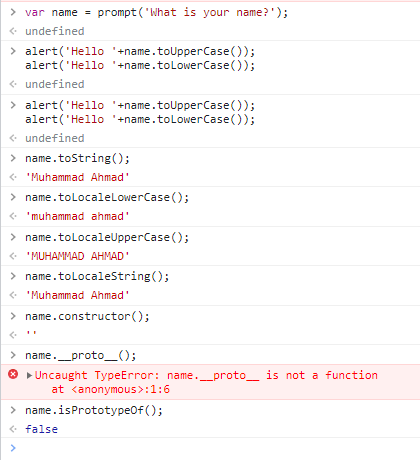 var name = prompt('What is your name?');
undefined
alert('Hello '+name.toUpperCase());
alert('Hello '+name.toLowerCase());
undefined
alert('Hello '+name.toUpperCase());
alert('Hello '+name.toLowerCase());
undefined
name.toString();
'Muhammad Ahmad'
name.toLocaleLowerCase();
'muhammad ahmad'
name.toLocaleUpperCase();
'MUHAMMAD AHMAD'
name.toLocaleString();
'Muhammad Ahmad'
name.constructor();
''
name.__proto__();
Uncaught TypeError: name.__proto__ is not a function
at <anonymous>:1:6
name.isPrototypeOf();
false